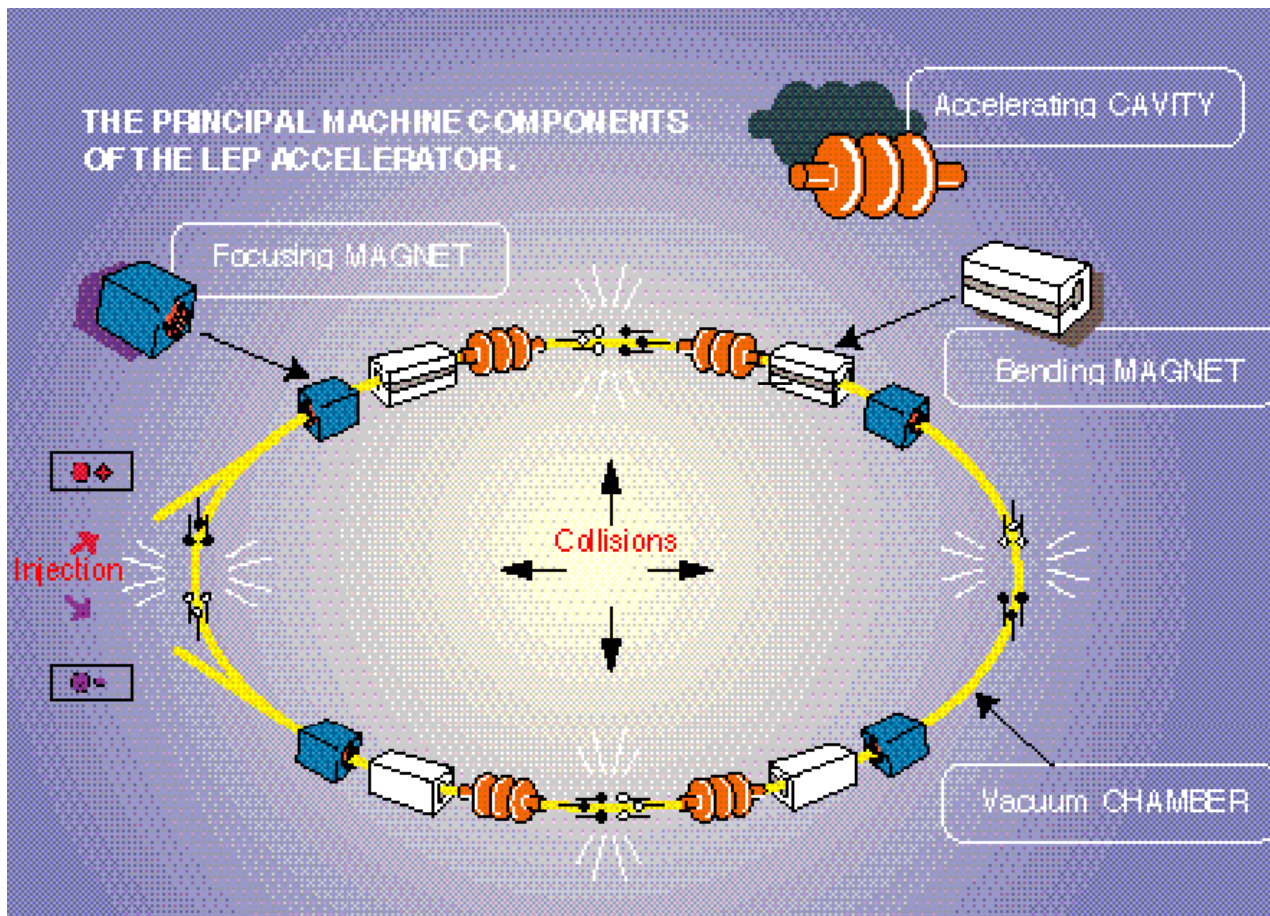 THE PRINCIPAL MACHINE COMPONENTS
OF THE LEP ACCELERATOR.
Accelerating CAVITY
Focusing MAGNET
Bending MAGNET
Collisions
Injection
Vacuum CHAMBER